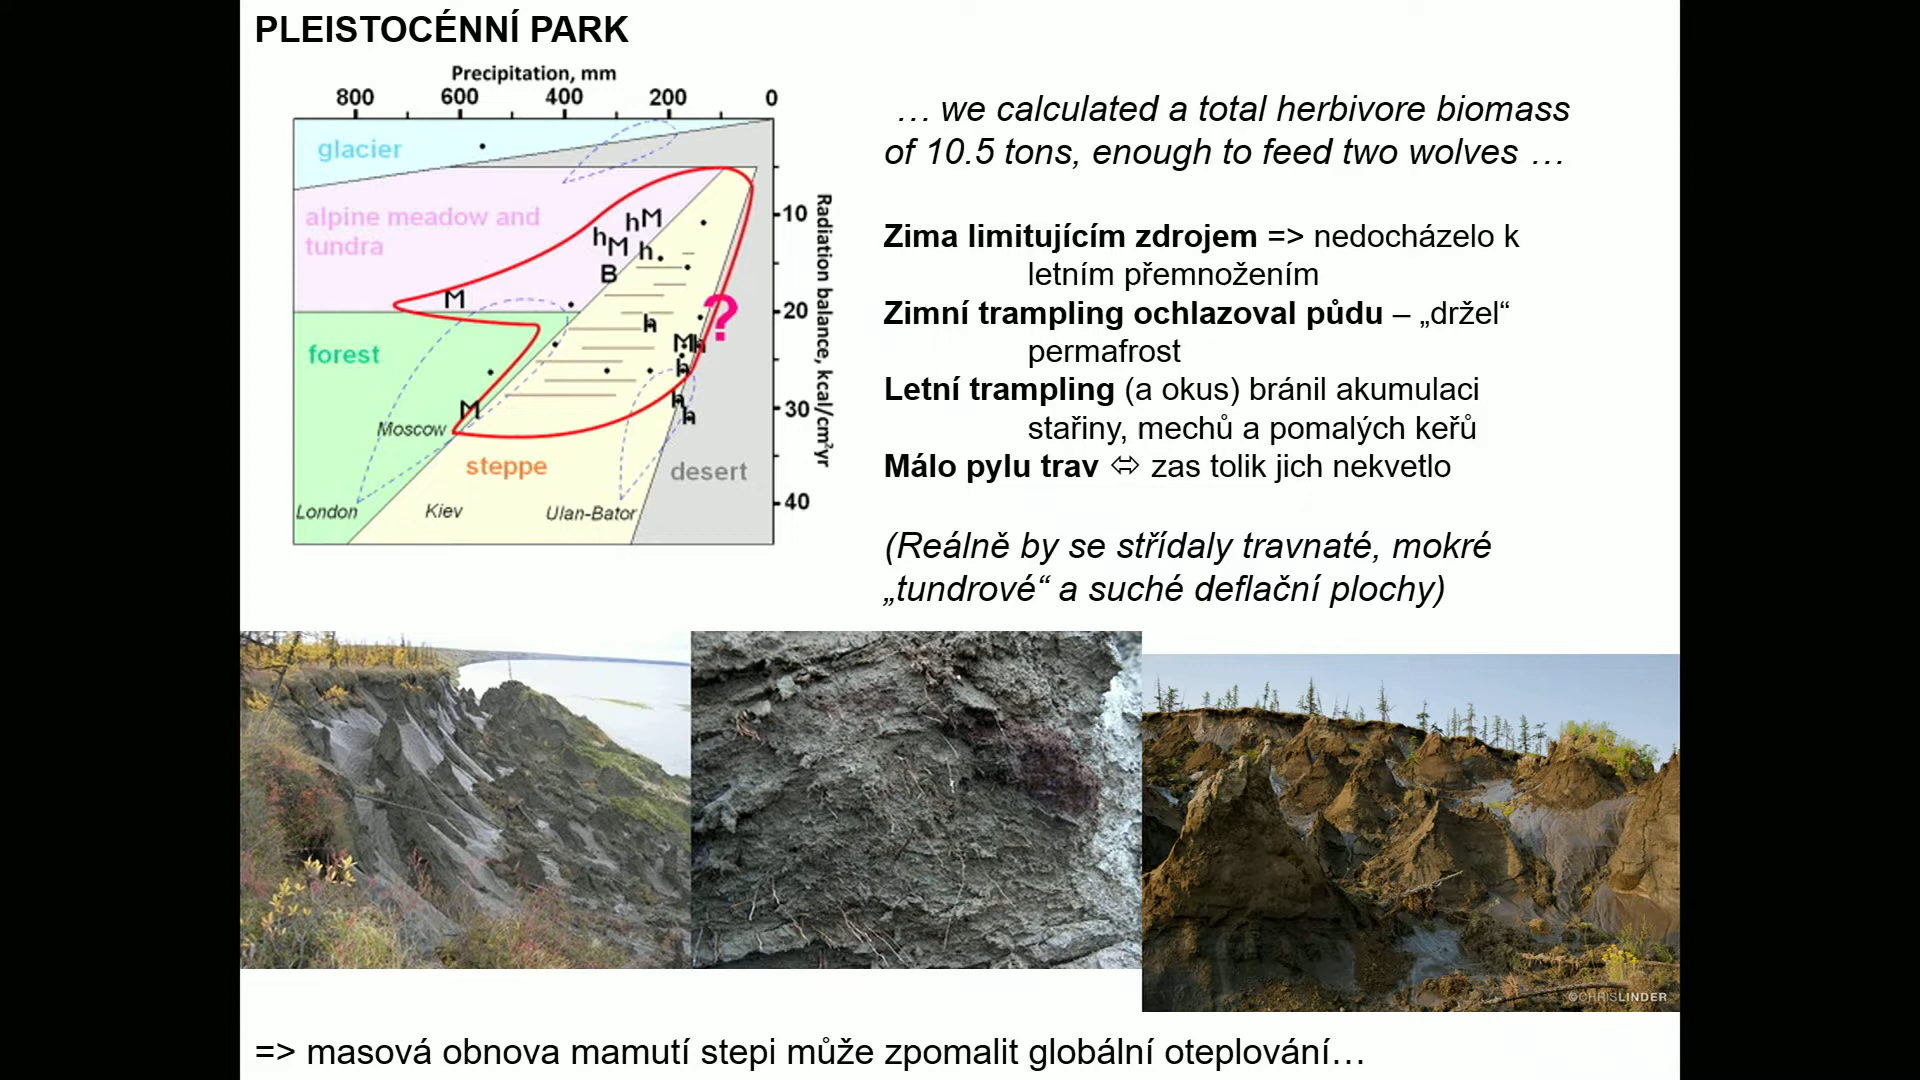 PLEISTOCÉNNÍ PARK
Precipitation, mm
800 600 400 200 0
glacier
alpine meadow and
tundra
forest
steppe
desert
hM
hM
h
B
M
h
Mh
h
h
h
M
?
Moscow
London
Kiev
Ulan-Bator
10
20
30
40
Radiation balance, kcal/cm²yr
… we calculated a total herbivore biomass
of 10.5 tons, enough to feed two wolves …
Zima limitujícím zdrojem => nedocházelo k
letním přemnožením
Zimní trampling ochlazoval půdu – „držel“
permafrost
Letní trampling (a okus) bránil akumulaci
stařiny, mechů a pomalých keřů
Málo pylu trav ⬄ zas tolik jich nekvetlo
(Reálně by se střídaly travnaté, mokré
„tundrové“ a suché deflační plochy)
©CHRISLINDER
=> masová obnova mamutí stepi může zpomalit globální oteplování…